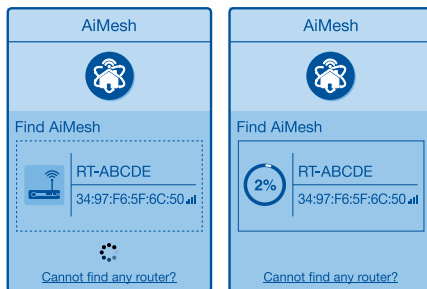 AiMesh
Find AiMesh
RT-ABCDE
34:97:F6:5F:6C:50
Cannot find any router?
AiMesh
Find AiMesh
2%
RT-ABCDE
34:97:F6:5F:6C:50
Cannot find any router?